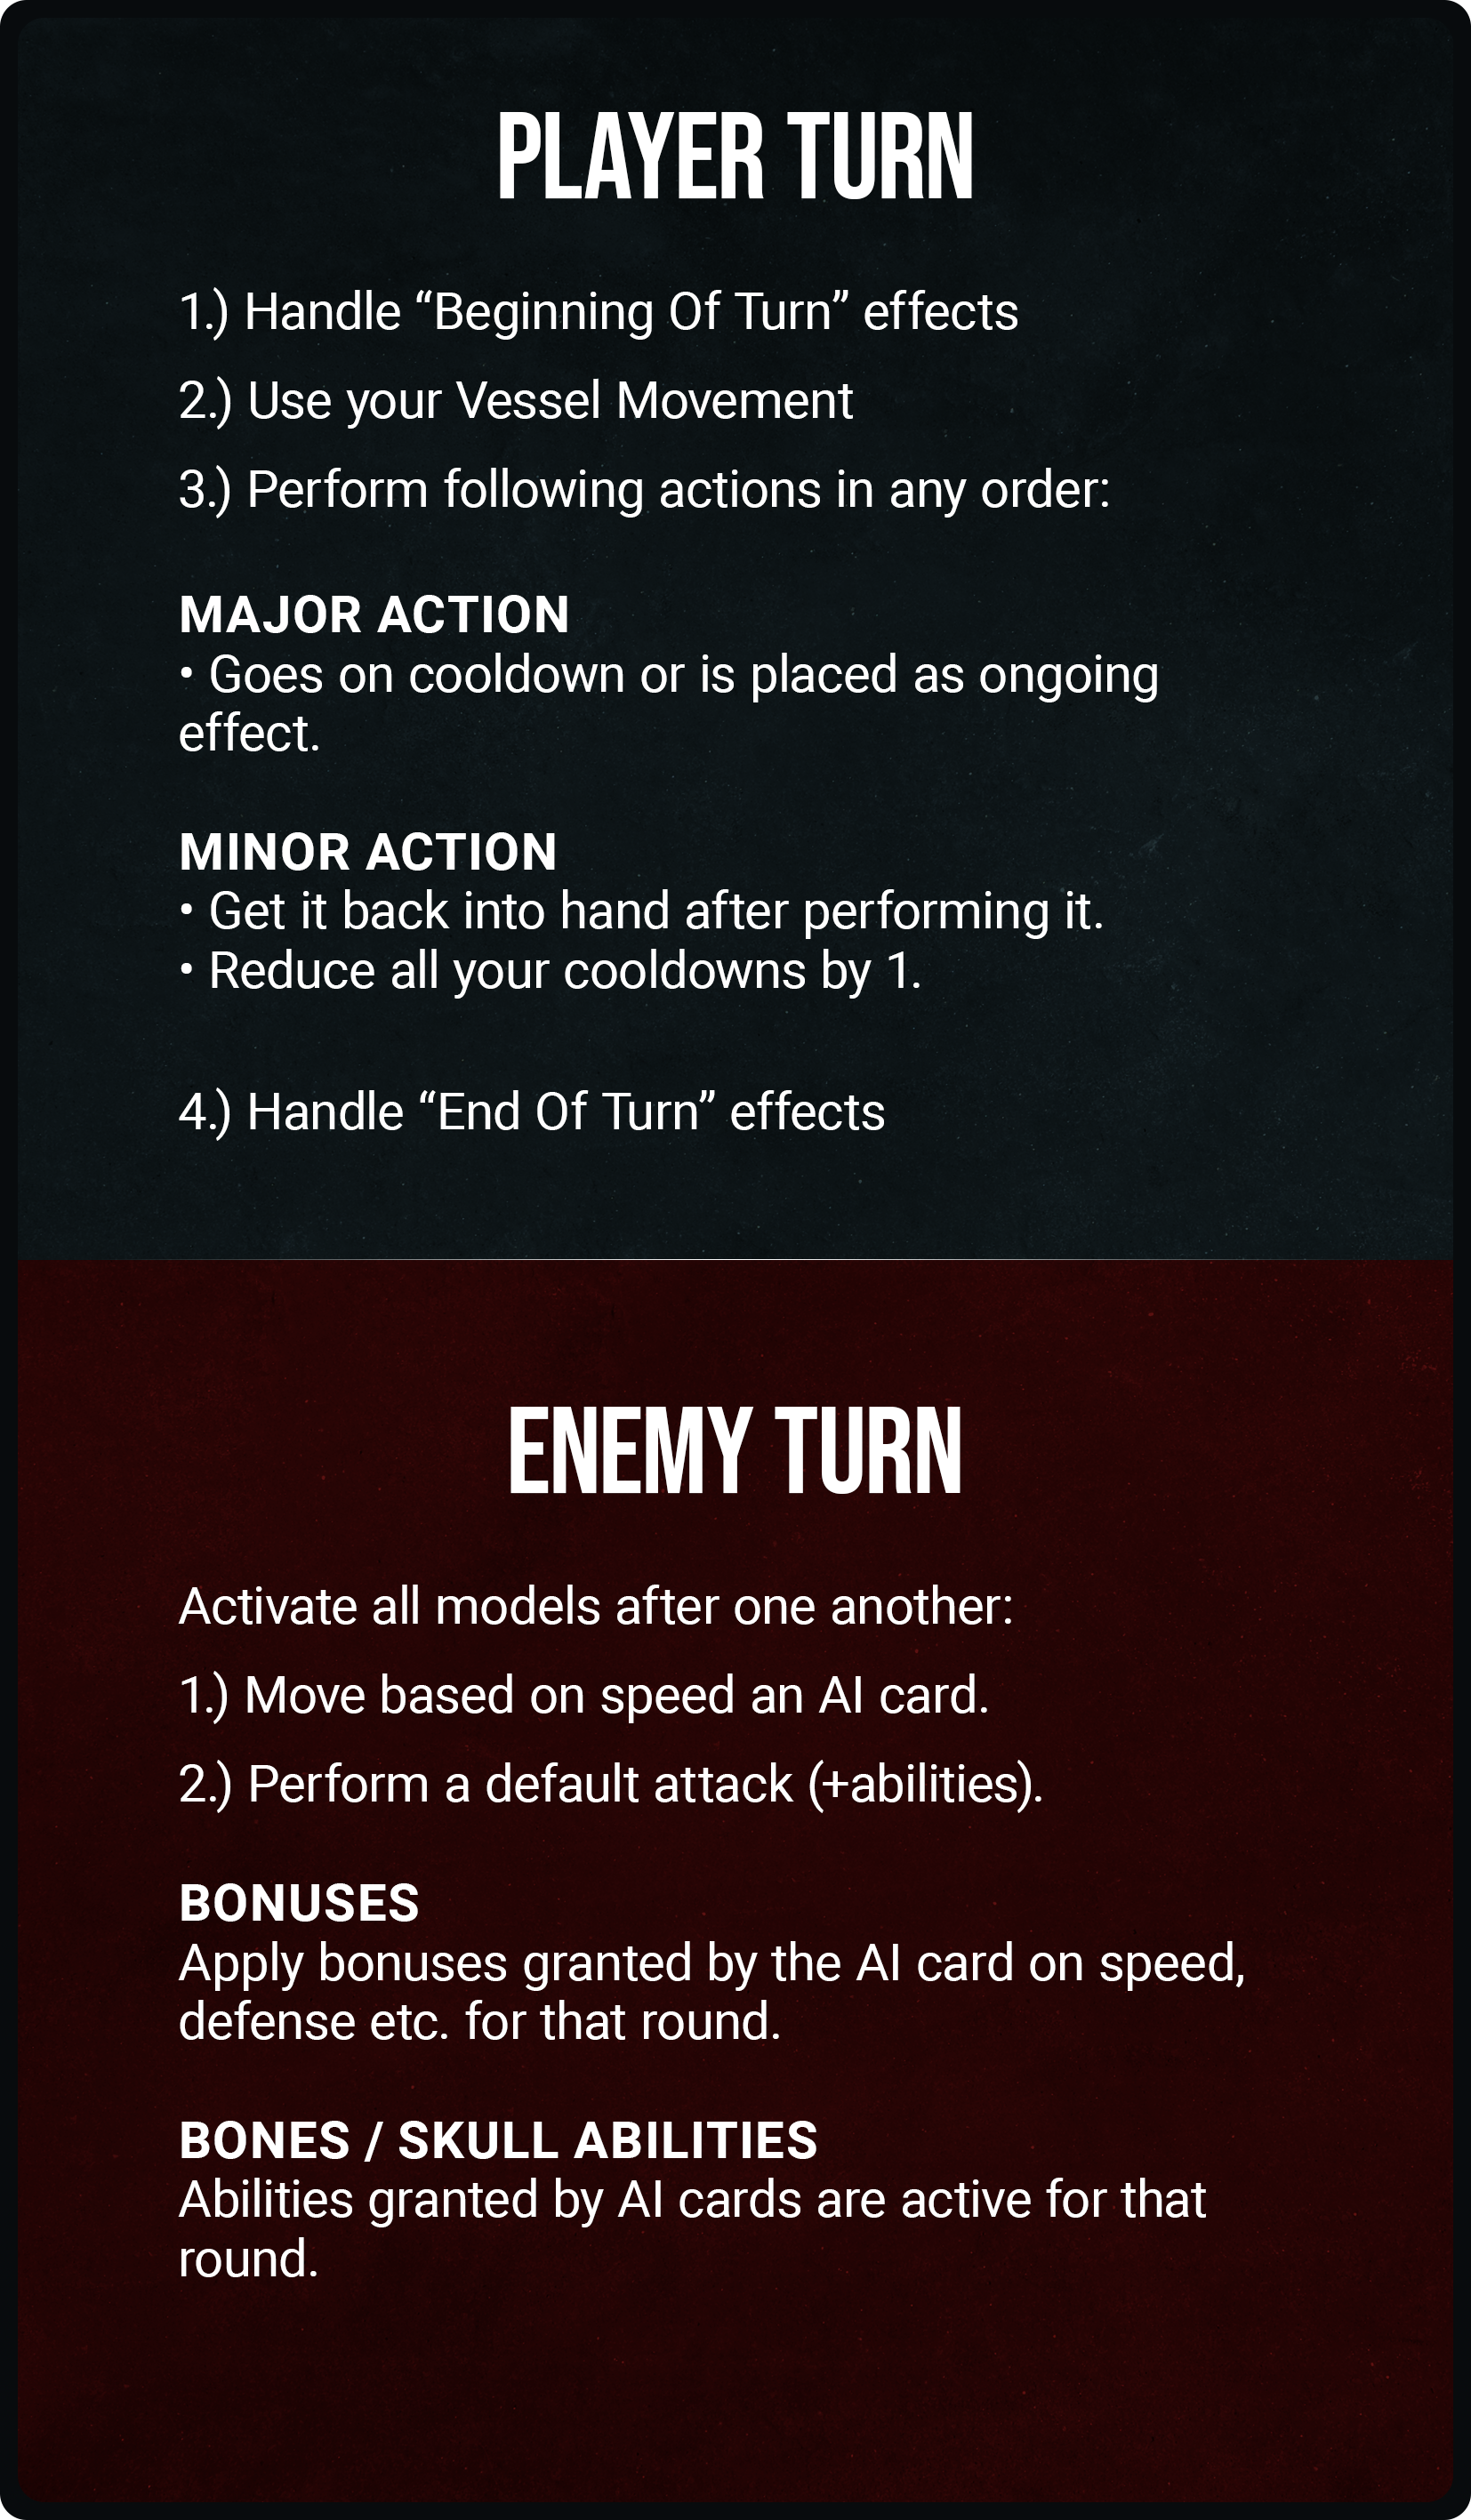 PLAYER TURN
1.) Handle “Beginning Of Turn” effects
2.) Use your Vessel Movement
3.) Perform following actions in any order:
MAJOR ACTION
• Goes on cooldown or is placed as ongoing
effect.
MINOR ACTION
• Get it back into hand after performing it.
• Reduce all your cooldowns by 1.
4.) Handle “End Of Turn” effects
ENEMY TURN
Activate all models after one another:
1.) Move based on speed an AI card.
2.) Perform a default attack (+abilities).
BONUSES
Apply bonuses granted by the AI card on speed,
defense etc. for that round.
BONES / SKULL ABILITIES
Abilities granted by AI cards are active for that
round.